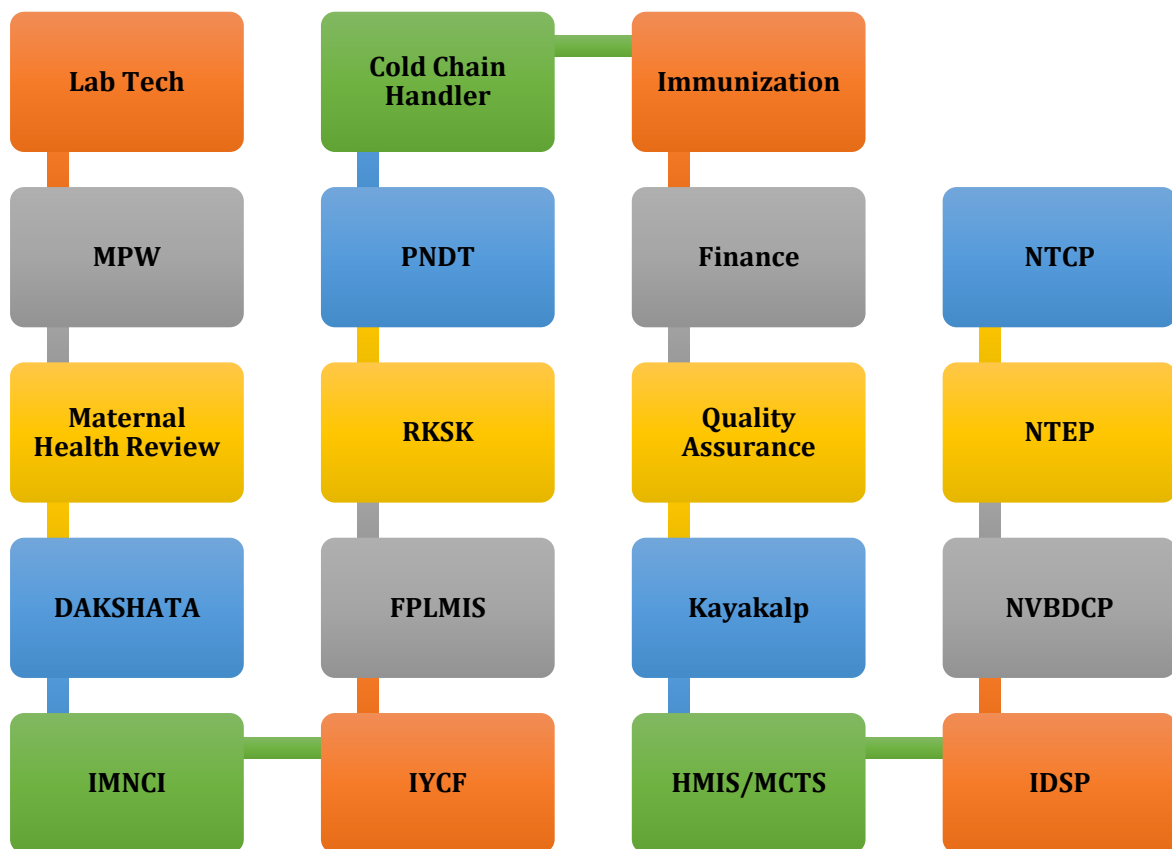 Lab Tech
MPW
Maternal
Health Review
DAKSHATA
IMNCI
IYCF
FPLMIS
RKSK
PNDT
Cold Chain
Handler
Immunization
Finance
Quality
Assurance
Kayakalp
HMIS/MCTS
IDSP
NVBDCP
NTEP
NTCP